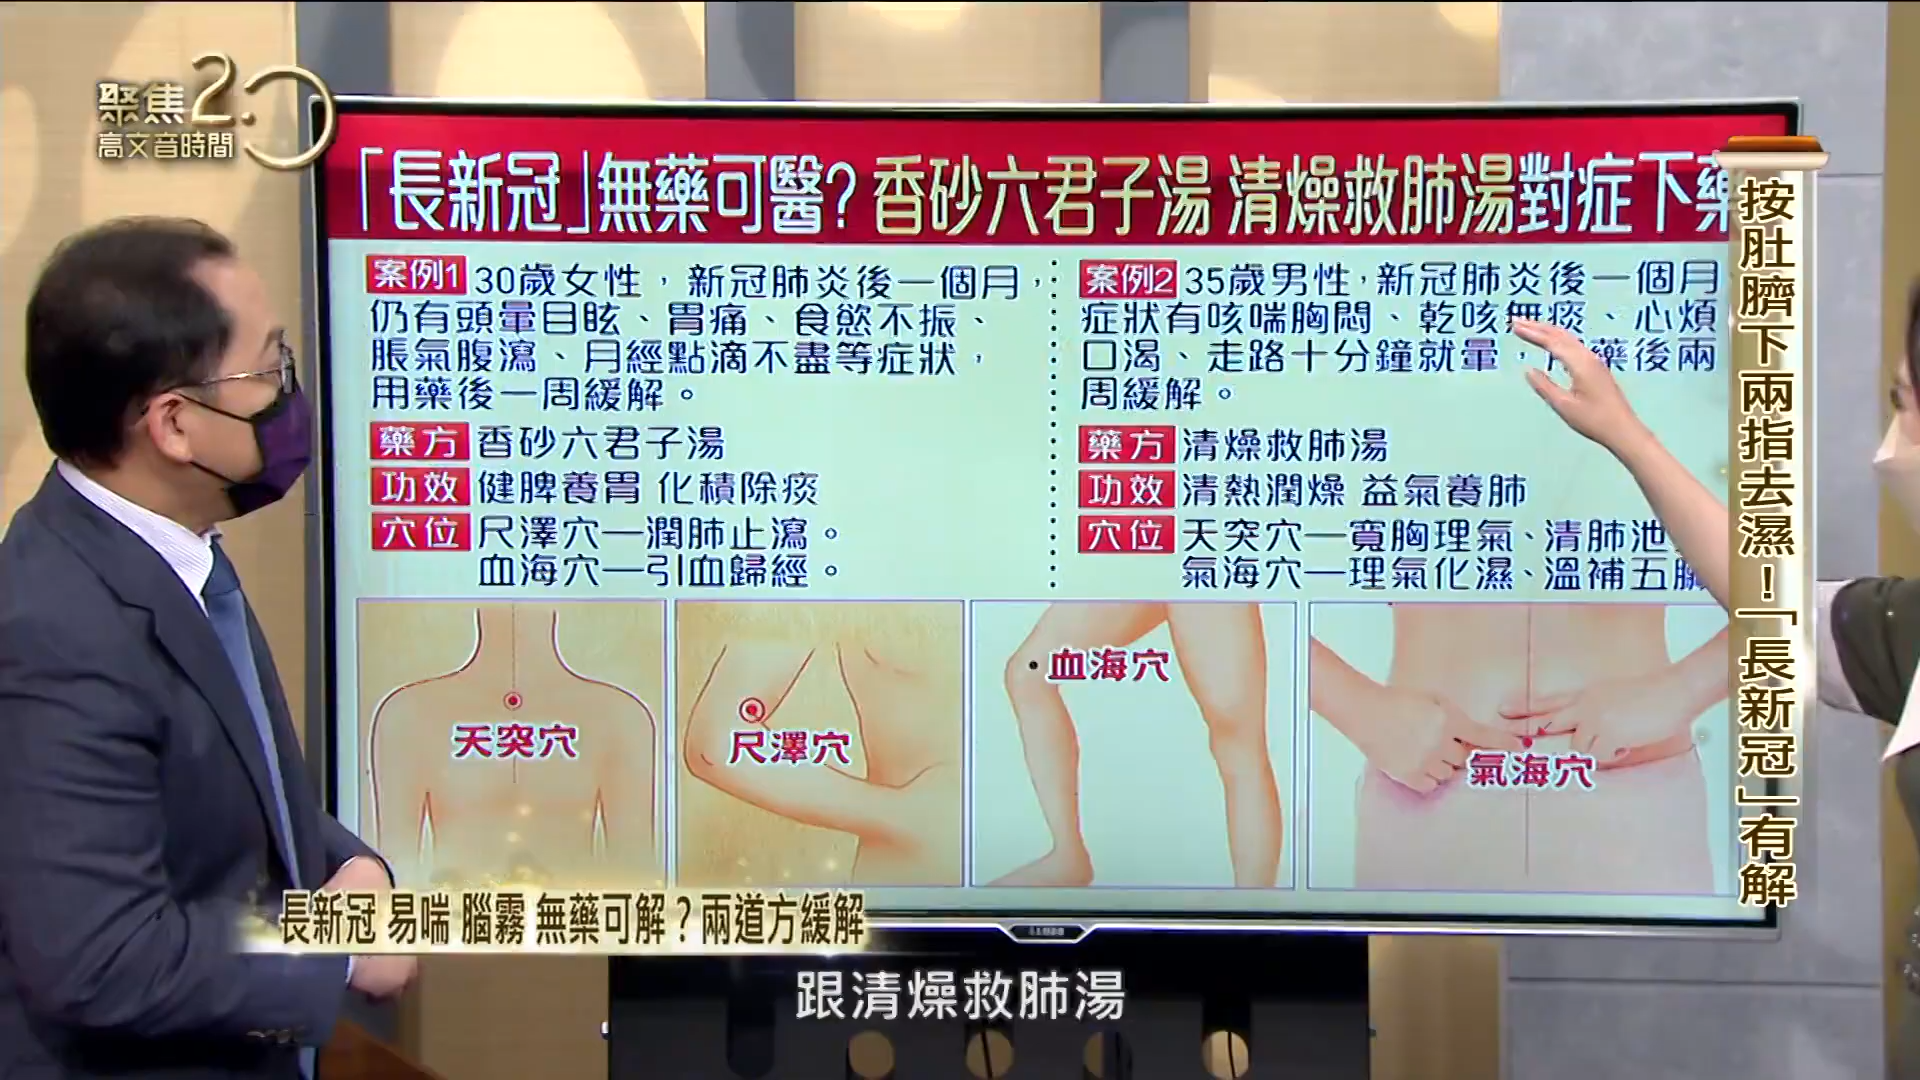 聚焦2.0
高文音時間
「長新冠」無藥可醫?香砂六君子湯 清燥救肺湯對症下藥
案例1 30歲女性,新冠肺炎後一個月,
仍有頭暈目眩、胃痛、食慾不振、
脹氣腹瀉、月經點滴不盡等症狀,
用藥後一周緩解。
藥方 香砂六君子湯
功效 健脾養胃 化積除痰
穴位 尺澤穴—潤肺止瀉。
血海穴—引血歸經。
案例2 35歲男性,新冠肺炎後一個月
症狀有咳喘胸悶、乾咳無痰、心煩
口渴、走路十分鐘就暈,用藥後兩
周緩解。
藥方 清燥救肺湯
功效 清熱潤燥 益氣養肺
穴位 天突穴—寬胸理氣、清肺泄
氣海穴—理氣化濕、溫補五臟
天突穴
尺澤穴
血海穴
氣海穴
按肚臍下兩指去濕!「長新冠」有解
長新冠 易喘 腦霧 無藥可解?兩道方緩解
跟清燥救肺湯